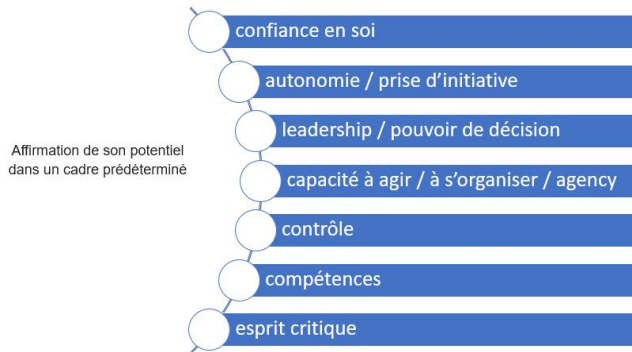 Affirmation de son potentiel
dans un cadre prédéterminé
confiance en soi
autonomie / prise d'initiative
leadership / pouvoir de décision
capacité à agir / à s'organiser / agency
contrôle
compétences
esprit critique